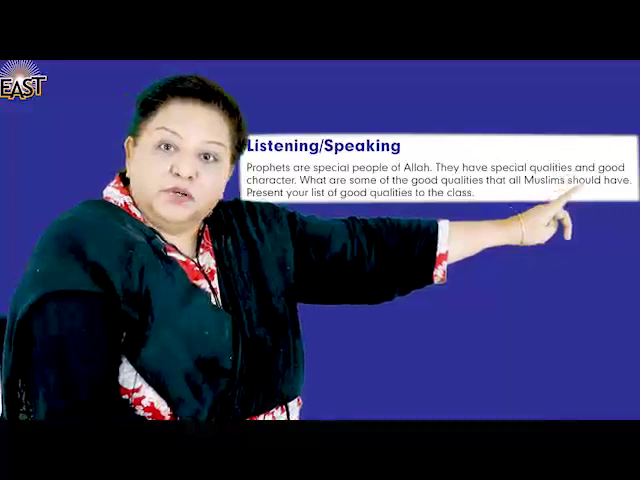 EAST
Listening/Speaking
Prophets are special people of Allah. They have special qualities and good
character. What are some of the good qualities that all Muslims should have.
Present your list of good qualities to the class.